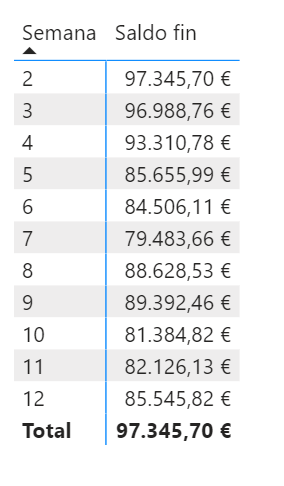 Semana Saldo fin
2 97.345,70 €
3 96.988,76 €
4 93.310,78 €
5 85.655,99 €
6 84.506,11 €
7 79.483,66 €
8 88.628,53 €
9 89.392,46 €
10 81.384,82 €
11 82.126,13 €
12 85.545,82 €
Total 97.345,70 €